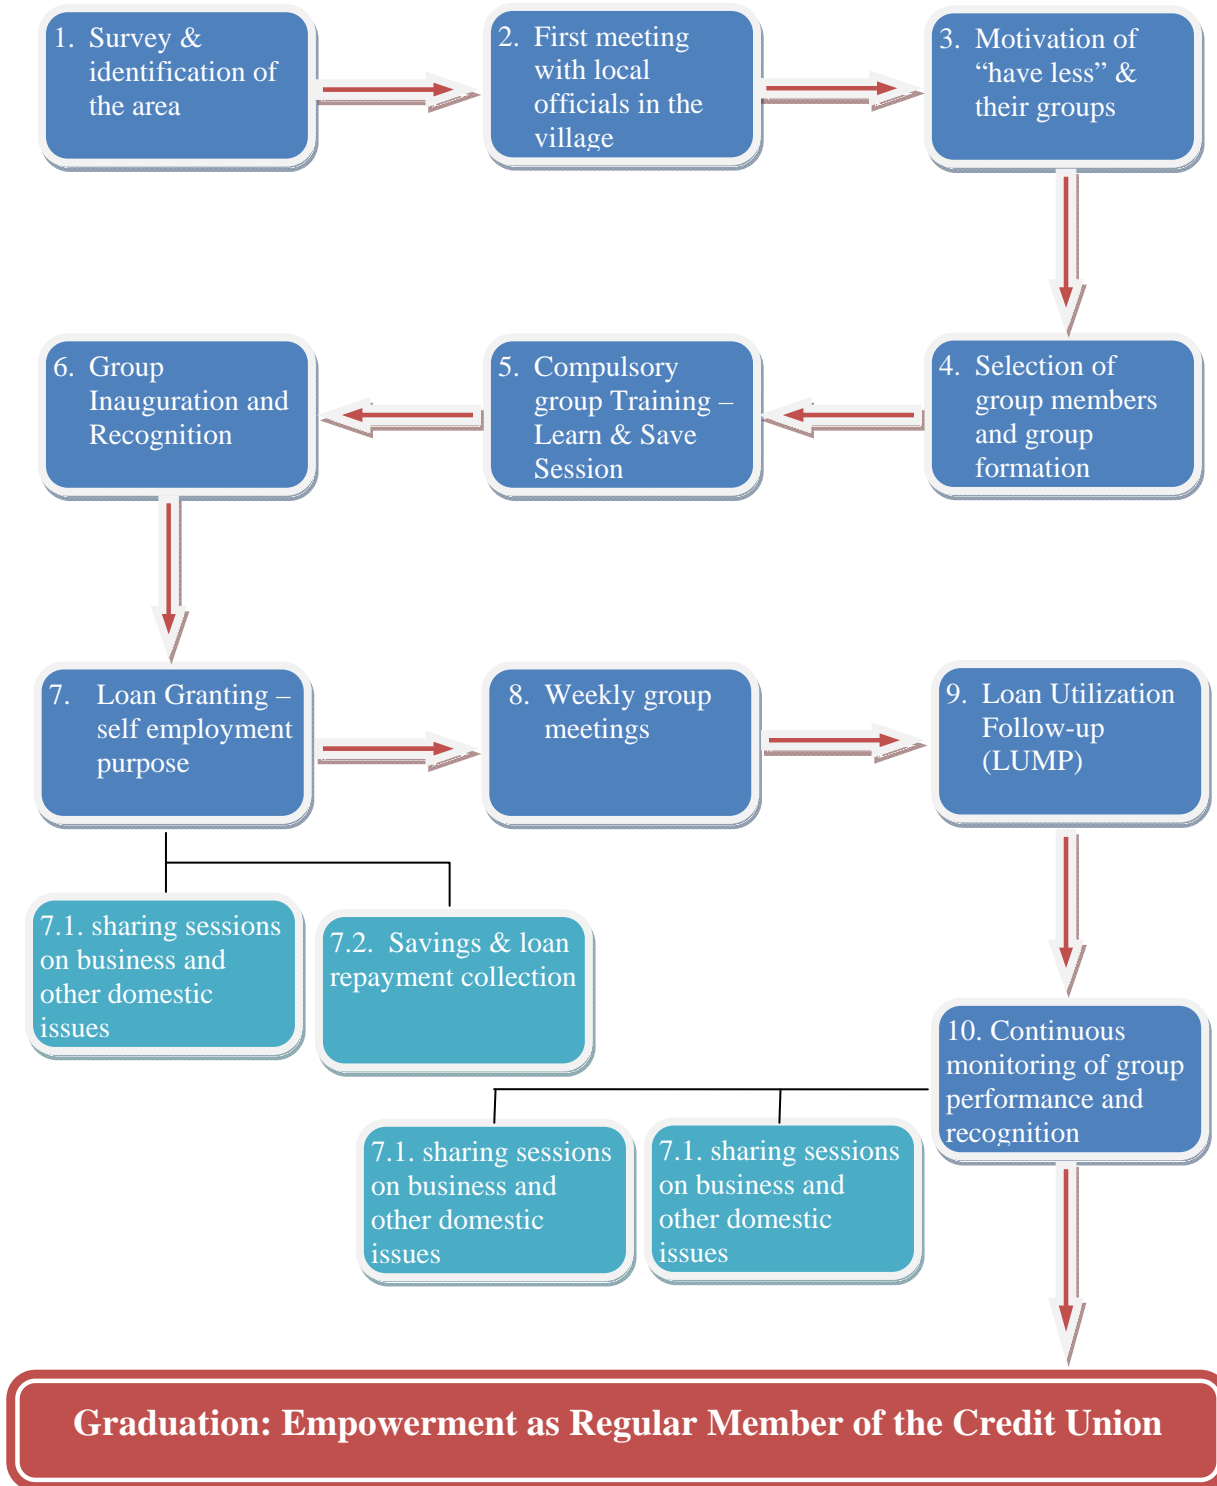 1. Survey &
identification of
the area
2. First meeting
with local
officials in the
village
3. Motivation of
“have less” &
their groups
6. Group
Inauguration and
Recognition
5. Compulsory
group Training –
Learn & Save
Session
4. Selection of
group members
and group
formation
7. Loan Granting –
self employment
purpose
8. Weekly group
meetings
9. Loan Utilization
Follow-up
(LUMP)
7.1. sharing sessions
on business and
other domestic
issues
7.2. Savings & loan
repayment collection
10. Continuous
monitoring of group
performance and
recognition
7.1. sharing sessions
on business and
other domestic
issues
7.1. sharing sessions
on business and
other domestic
issues
Graduation: Empowerment as Regular Member of the Credit Union